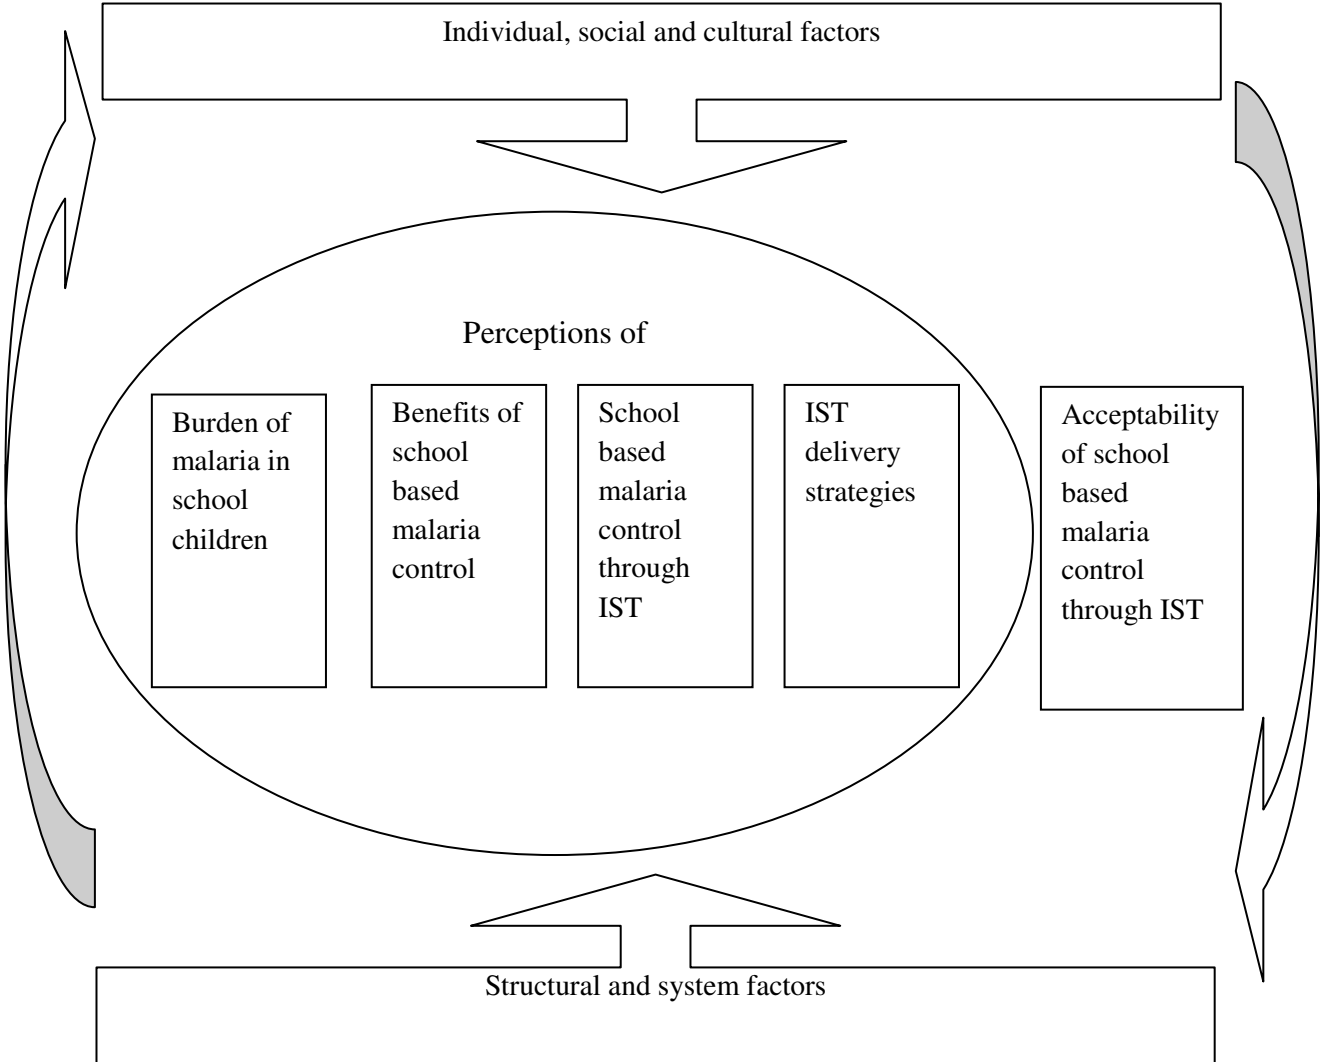 Individual, social and cultural factors
Perceptions of
Burden of
malaria in
school
children
Benefits of
school
based
malaria
control
School
based
malaria
control
through
IST
IST
delivery
strategies
Acceptability
of school
based
malaria
control
through IST
Structural and system factors